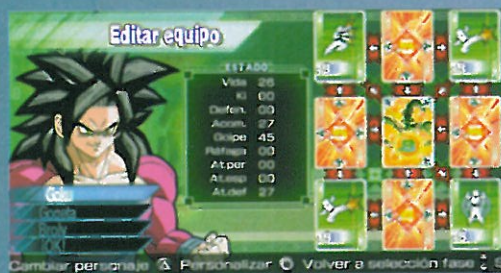 Editar equipo
ESTADO
Vida 26
Ki 00
Defen. 00
Acom. 27
Golpe 45
Ráfaga 00
At.per 00
At.esp 00
At.def 27
Goku
Broly
Cambiar personaje Personalizar Volver a selección fase